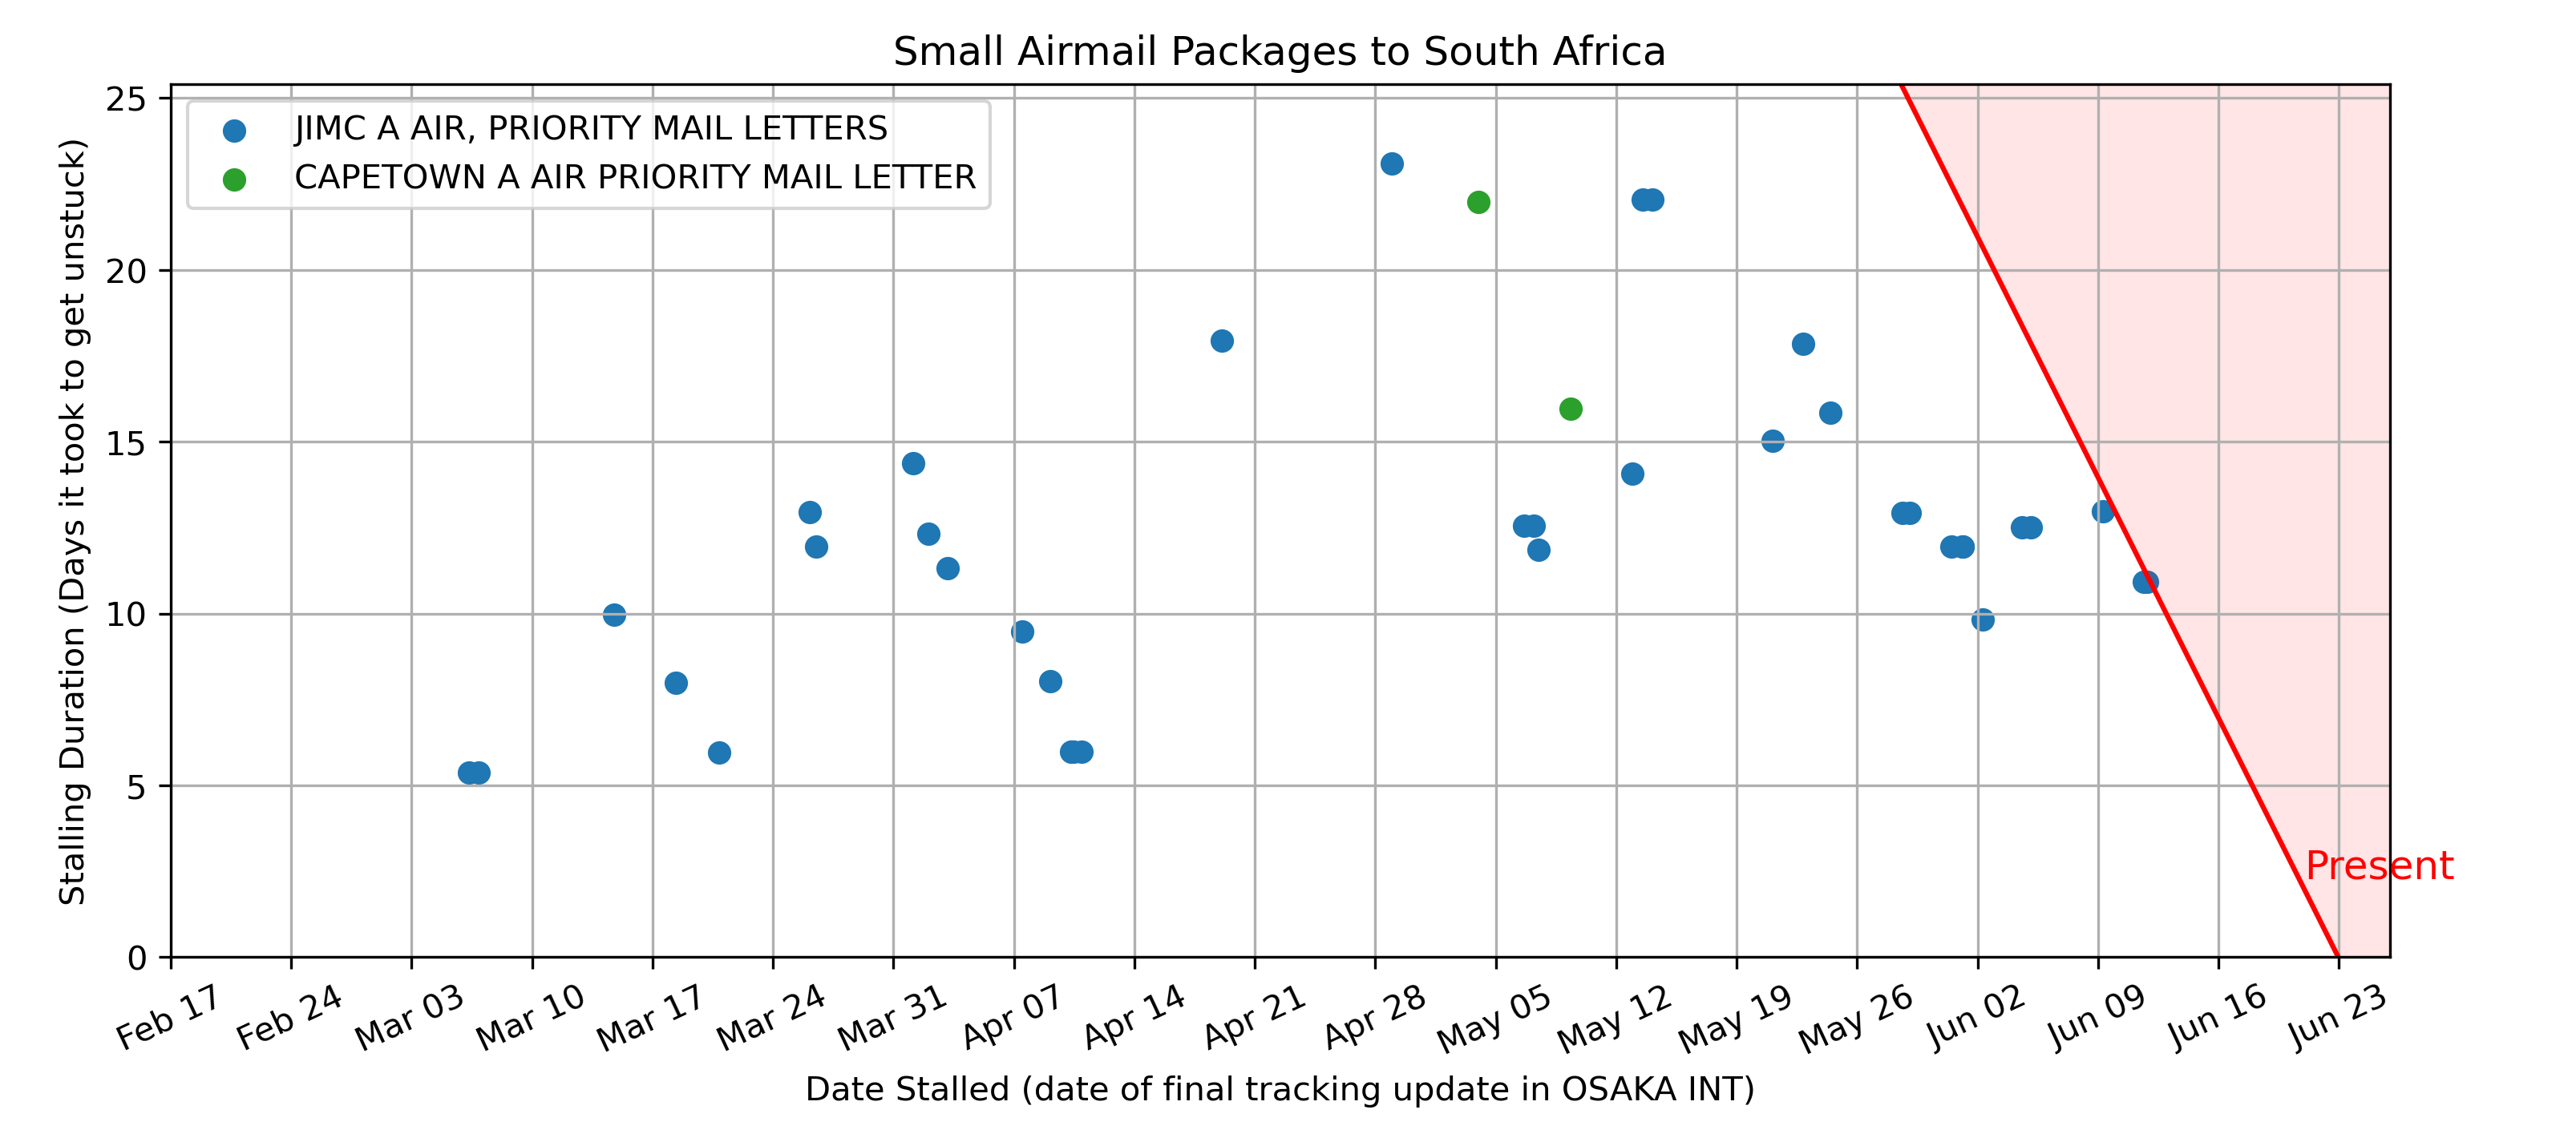 Small Airmail Packages to South Africa
JIMC A AIR, PRIORITY MAIL LETTERS
CAPETOWN A AIR PRIORITY MAIL LETTER
Stalling Duration (Days it took to get unstuck)
25
20
15
10
5
0
Present
Feb 17
Feb 24
Mar 03
Mar 10
Mar 17
Mar 24
Mar 31
Apr 07
Apr 14
Apr 21
Apr 28
May 05
May 12
May 19
May 26
Jun 02
Jun 09
Jun 16
Jun 23
Date Stalled (date of final tracking update in OSAKA INT)